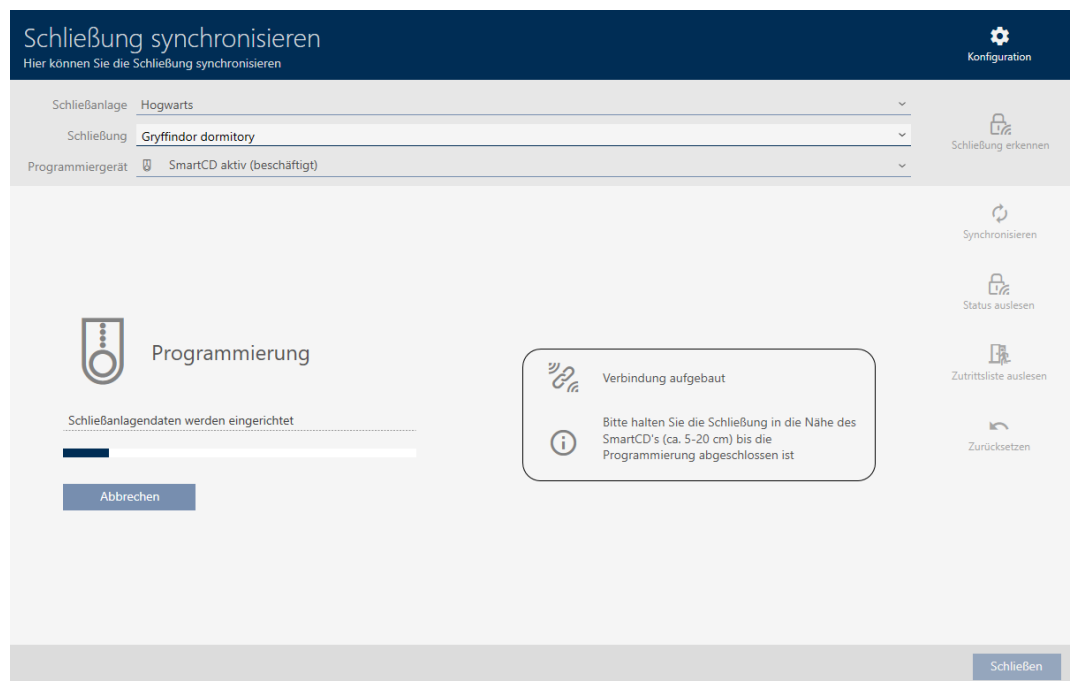 Schließung synchronisieren
Hier können Sie die Schließung synchronisieren
Konfiguration
Schließanlage Hogwarts
Schließung Gryffindor dormitory
Programmiergerät SmartCD aktiv (beschäftigt)
Schließung erkennen
Synchronisieren
Status auslesen
Zutrittsliste auslesen
Zurücksetzen
Programmierung
Schließanlagendaten werden eingerichtet
Abbrechen
Verbindung aufgebaut
Bitte halten Sie die Schließung in die Nähe des
SmartCD's (ca. 5-20 cm) bis die
Programmierung abgeschlossen ist
Schließen